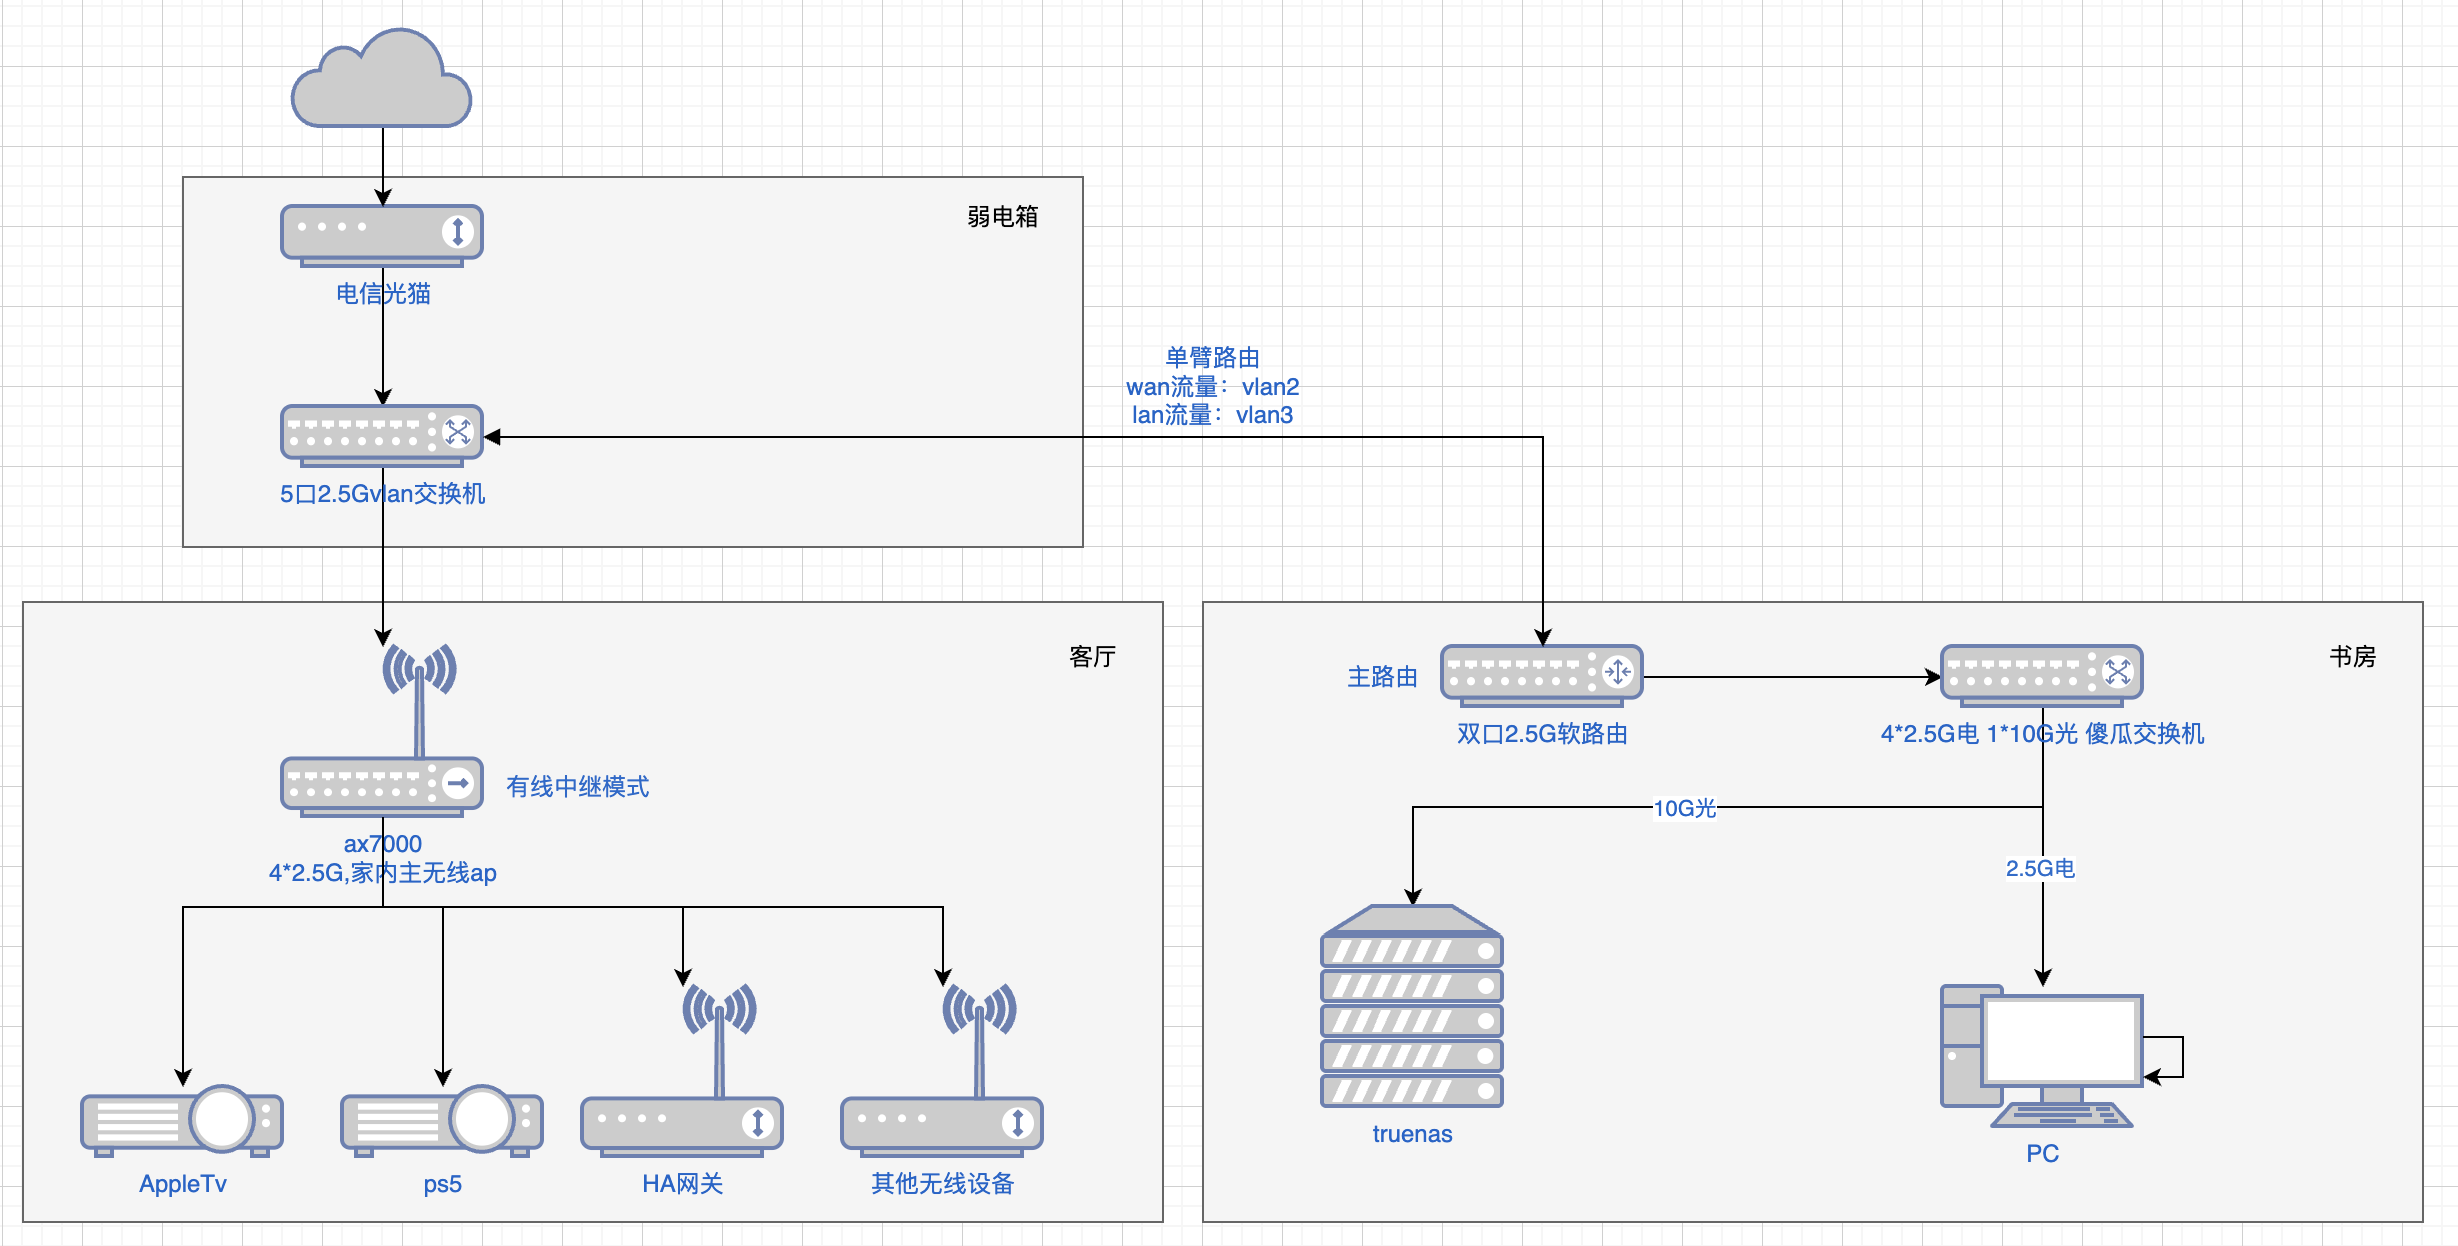 弱电箱
电信光猫
单臂路由
wan流量：vlan2
lan流量：vlan3
5口2.5Gvlan交换机
客厅
有线中继模式
ax7000
4*2.5G,家内主无线ap
AppleTv
ps5
HA网关
其他无线设备
书房
主路由
双口2.5G软路由
4*2.5G电 1*10G光 傻瓜交换机
10G光
2.5G电
truenas
PC